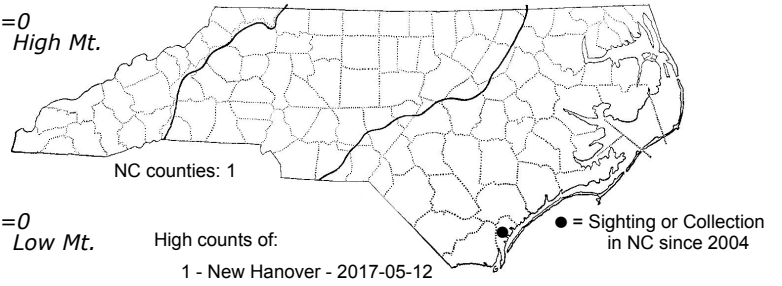 =0
High Mt.
NC counties: 1
=0
Low Mt.
High counts of:
1 - New Hanover - 2017-05-12
● = Sighting or Collection
in NC since 2004